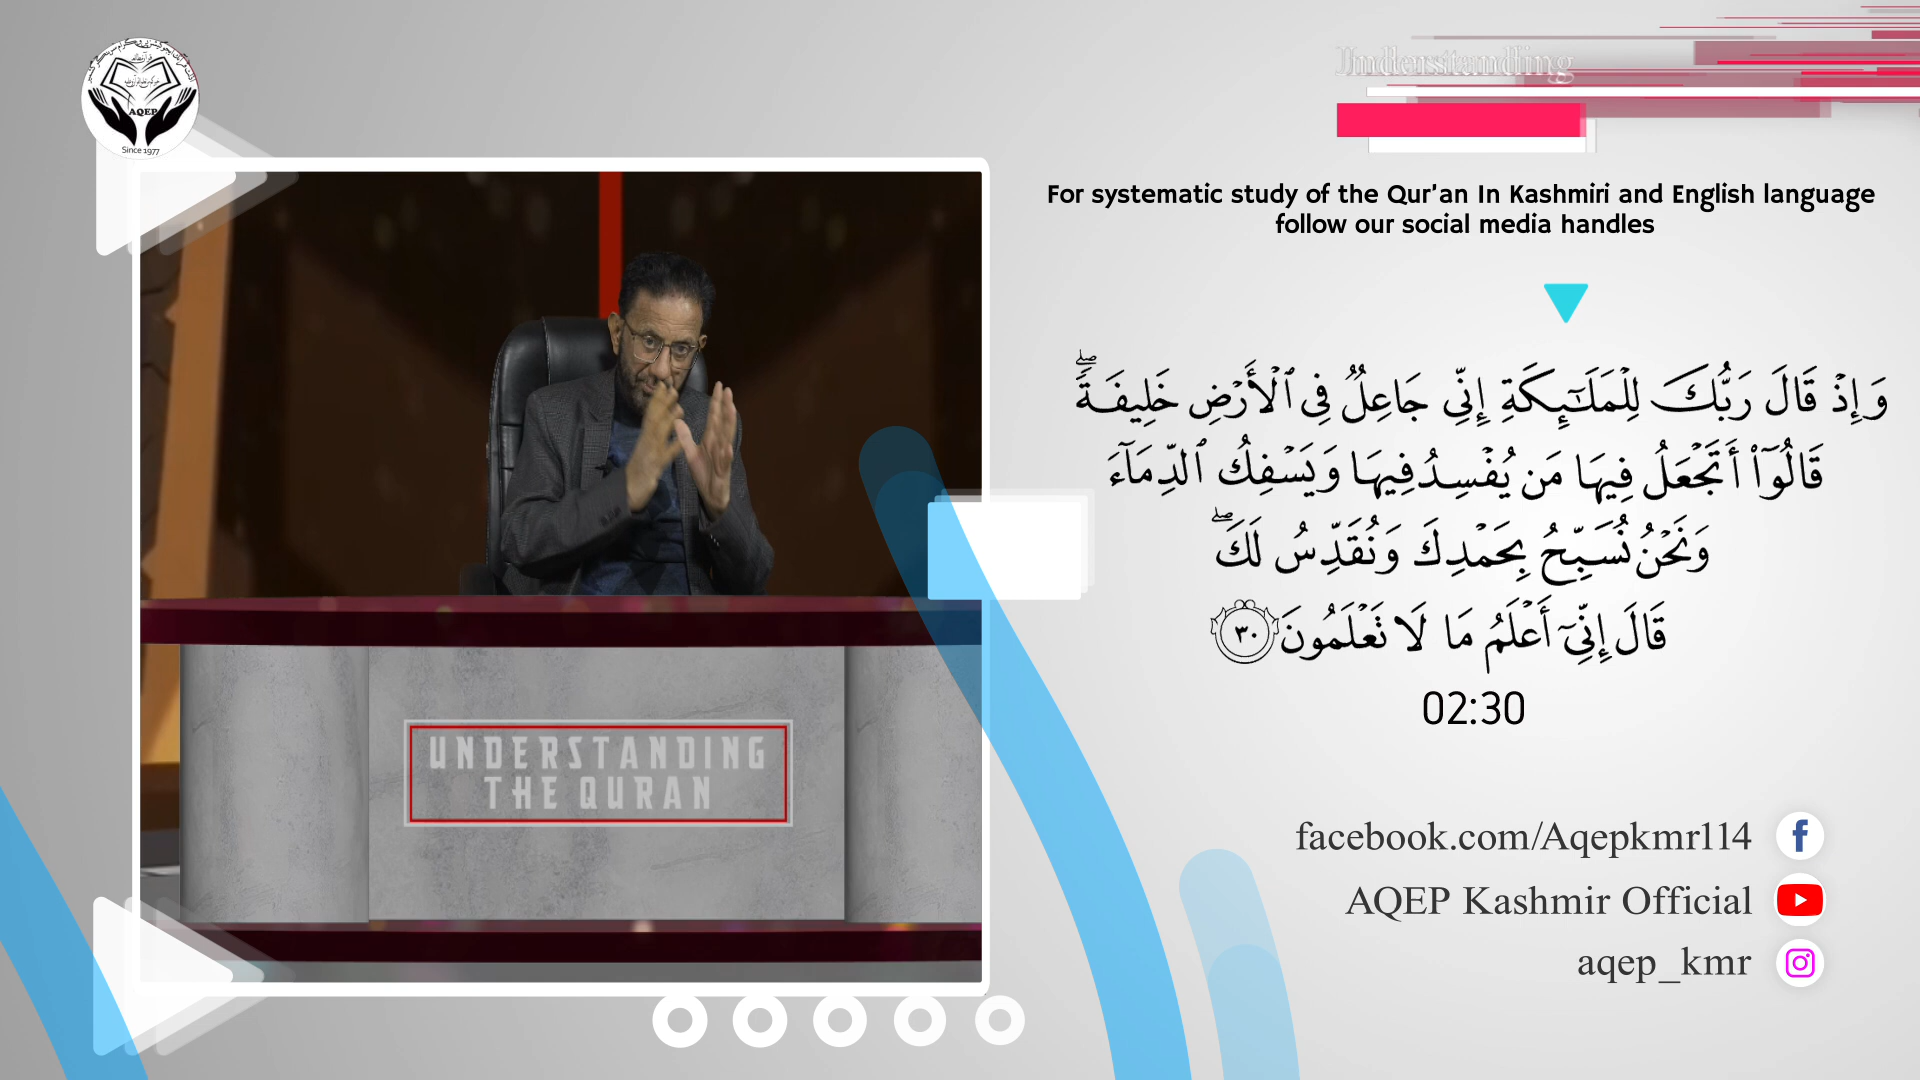 AQEP
Since 1977
Understanding
For systematic study of the Qur'an In Kashmiri and English language
follow our social media handles
وَإِذْ قَالَ رَبُّكَ لِلْمَلَـٰٓئِكَةِ إِنِّى جَاعِلٌ فِى ٱلْأَرْضِ خَلِيفَةً ۖ
قَالُوٓا۟ أَتَجْعَلُ فِيهَا مَن يُفْسِدُ فِيهَا وَيَسْفِكُ ٱلدِّمَآءَ
وَنَحْنُ نُسَبِّحُ بِحَمْدِكَ وَنُقَدِّسُ لَكَ ۖ
قَالَ إِنِّىٓ أَعْلَمُ مَا لَا تَعْلَمُونَ ٣٠
02:30
UNDERSTANDING
THE QURAN
facebook.com/Aqepkmr114
AQEP Kashmir Official
aqep_kmr